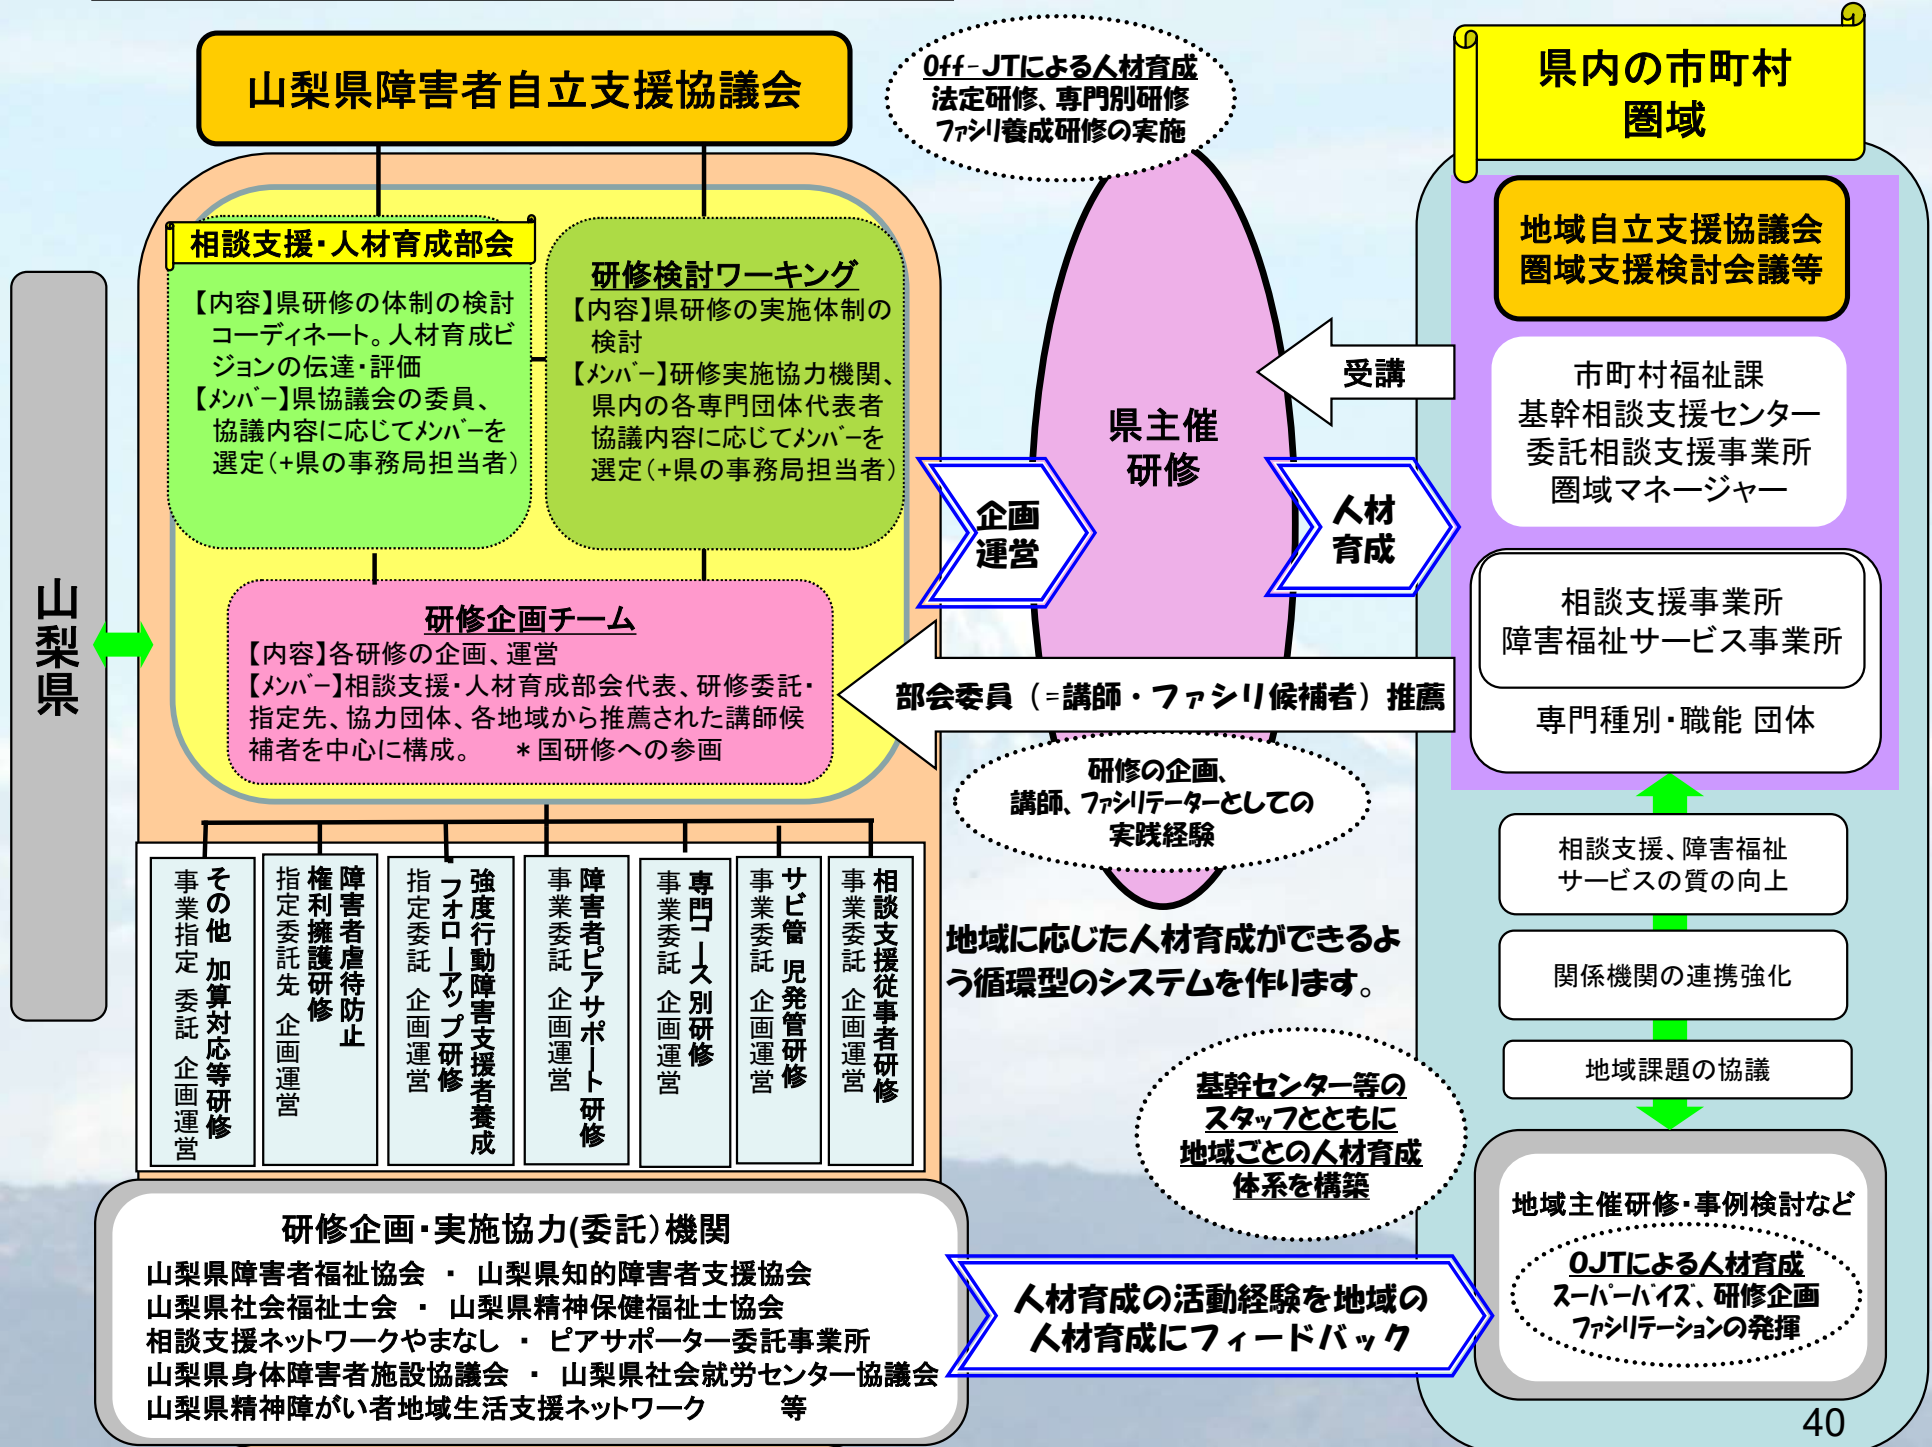 山梨県障害者自立支援協議会
Off-JTによる人材育成
法定研修、専門別研修
ファシリ養成研修の実施
県内の市町村
圏域
山梨県
相談支援・人材育成部会
【内容】県研修の体制の検討
コーディネート。人材育成ビ
ジョンの伝達・評価
【メンバー】県協議会の委員、
協議内容に応じてメンバーを
選定(+県の事務局担当者)
研修検討ワーキング
【内容】県研修の実施体制の
検討
【メンバー】研修実施協力機関、
県内の各専門団体代表者
協議内容に応じてメンバーを
選定(+県の事務局担当者)
研修企画チーム
【内容】各研修の企画、運営
【メンバー】相談支援・人材育成部会代表、研修委託・
指定先、協力団体、各地域から推薦された講師候
補者を中心に構成。 *国研修への参画
企画
運営
県主催
研修
受講
人材
育成
部会委員(=講師・ファシリ候補者)推薦
研修の企画、
講師、ファシリテーターとしての
実践経験
地域自立支援協議会
圏域支援検討会議等
市町村福祉課
基幹相談支援センター
委託相談支援事業所
圏域マネージャー
相談支援事業所
障害福祉サービス事業所
専門種別・職能 団体
相談支援、障害福祉
サービスの質の向上
関係機関の連携強化
地域課題の協議
相談支援従事者研修
事業委託 企画運営
サビ管 児発管研修
事業委託 企画運営
専門コース別研修
事業委託 企画運営
障害者ピアサポート研修
事業委託 企画運営
強度行動障害支援者養成
フォローアップ研修
指定委託 企画運営
障害者虐待防止
権利擁護研修
指定委託先 企画運営
その他 加算対応等研修
事業指定 委託 企画運営
地域に応じた人材育成ができるよ
う循環型のシステムを作ります。
基幹センター等の
スタッフとともに
地域ごとの人材育成
体系を構築
研修企画・実施協力(委託)機関
山梨県障害者福祉協会 ・ 山梨県知的障害者支援協会
山梨県社会福祉士会 ・ 山梨県精神保健福祉士協会
相談支援ネットワークやまなし ・ ピアサポーター委託事業所
山梨県身体障害者施設協議会 ・ 山梨県社会就労センター協議会
山梨県精神障がい者地域生活支援ネットワーク 等
人材育成の活動経験を地域の
人材育成にフィードバック
地域主催研修・事例検討など
OJTによる人材育成
スーパーバイズ、研修企画
ファシリテーションの発揮
40